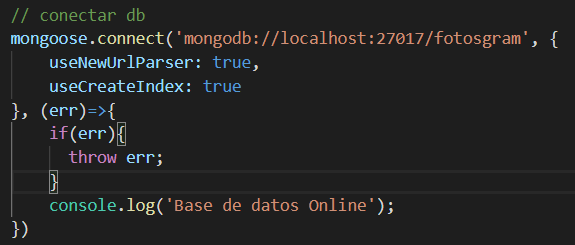 // conectar db
mongoose.connect('mongodb://localhost:27017/fotosgram', {
    useNewUrlParser: true,
    useCreateIndex: true
}, (err)=>{
    if(err){
      throw err;
    }
    console.log('Base de datos Online');
})